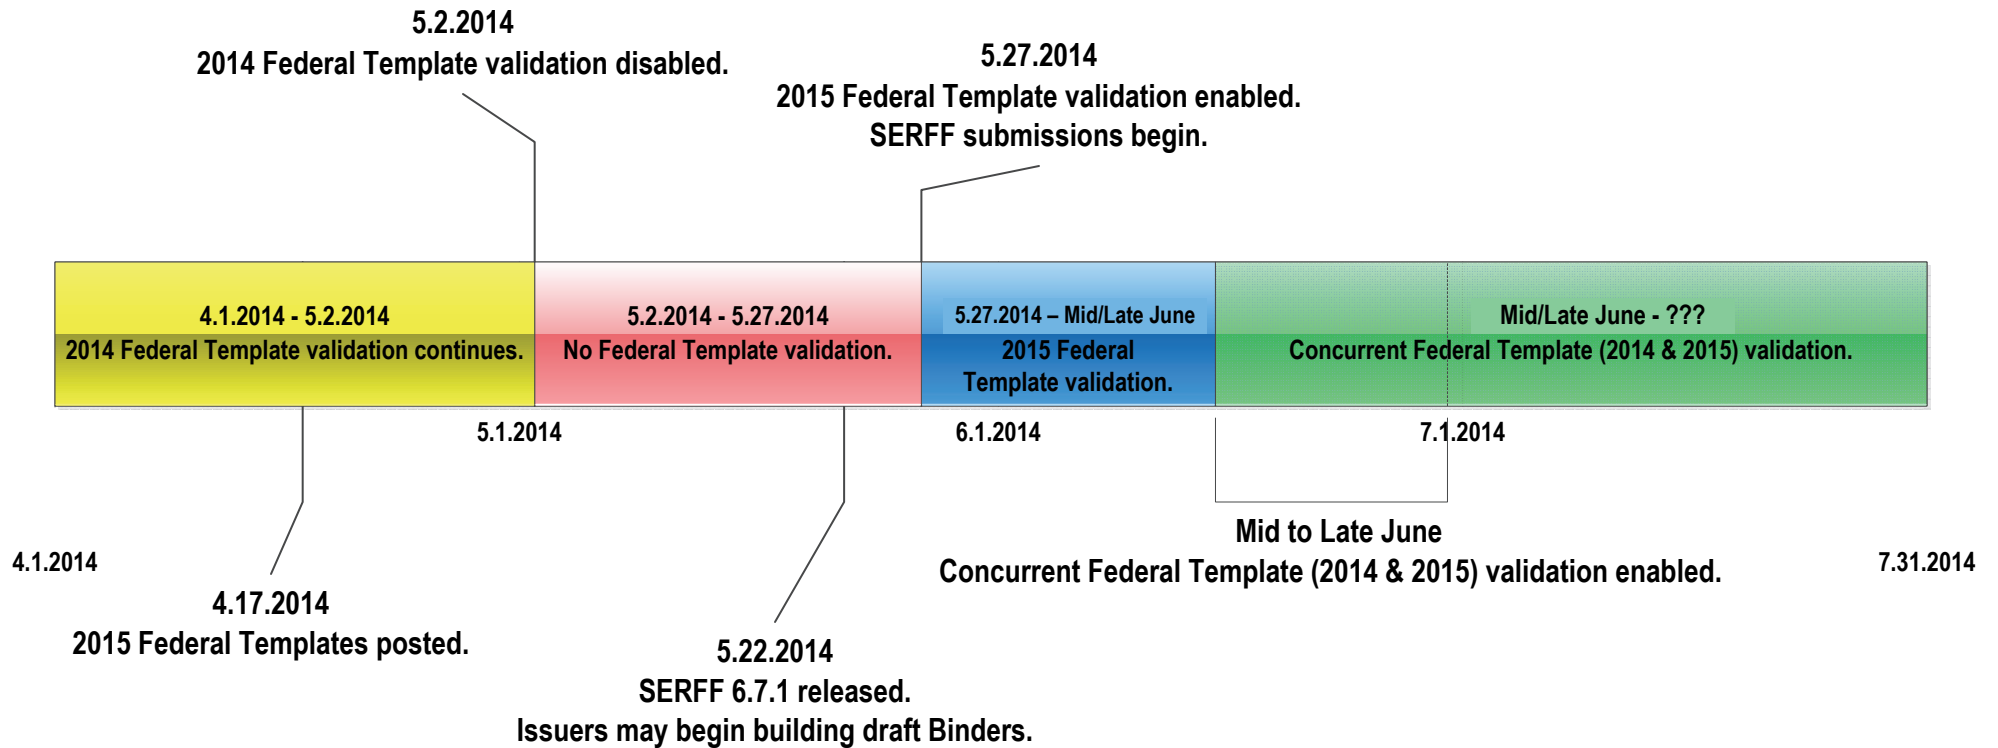 5.2.2014
2014 Federal Template validation disabled.
5.27.2014
2015 Federal Template validation enabled.
SERFF submissions begin.
4.1.2014 - 5.2.2014
2014 Federal Template validation continues.
5.2.2014 - 5.27.2014
No Federal Template validation.
5.27.2014 – Mid/Late June
2015 Federal
Template validation.
Mid/Late June - ???
Concurrent Federal Template (2014 & 2015) validation.
5.1.2014
6.1.2014
7.1.2014
4.1.2014
4.17.2014
2015 Federal Templates posted.
5.22.2014
SERFF 6.7.1 released.
Issuers may begin building draft Binders.
Mid to Late June
Concurrent Federal Template (2014 & 2015) validation enabled.
7.31.2014